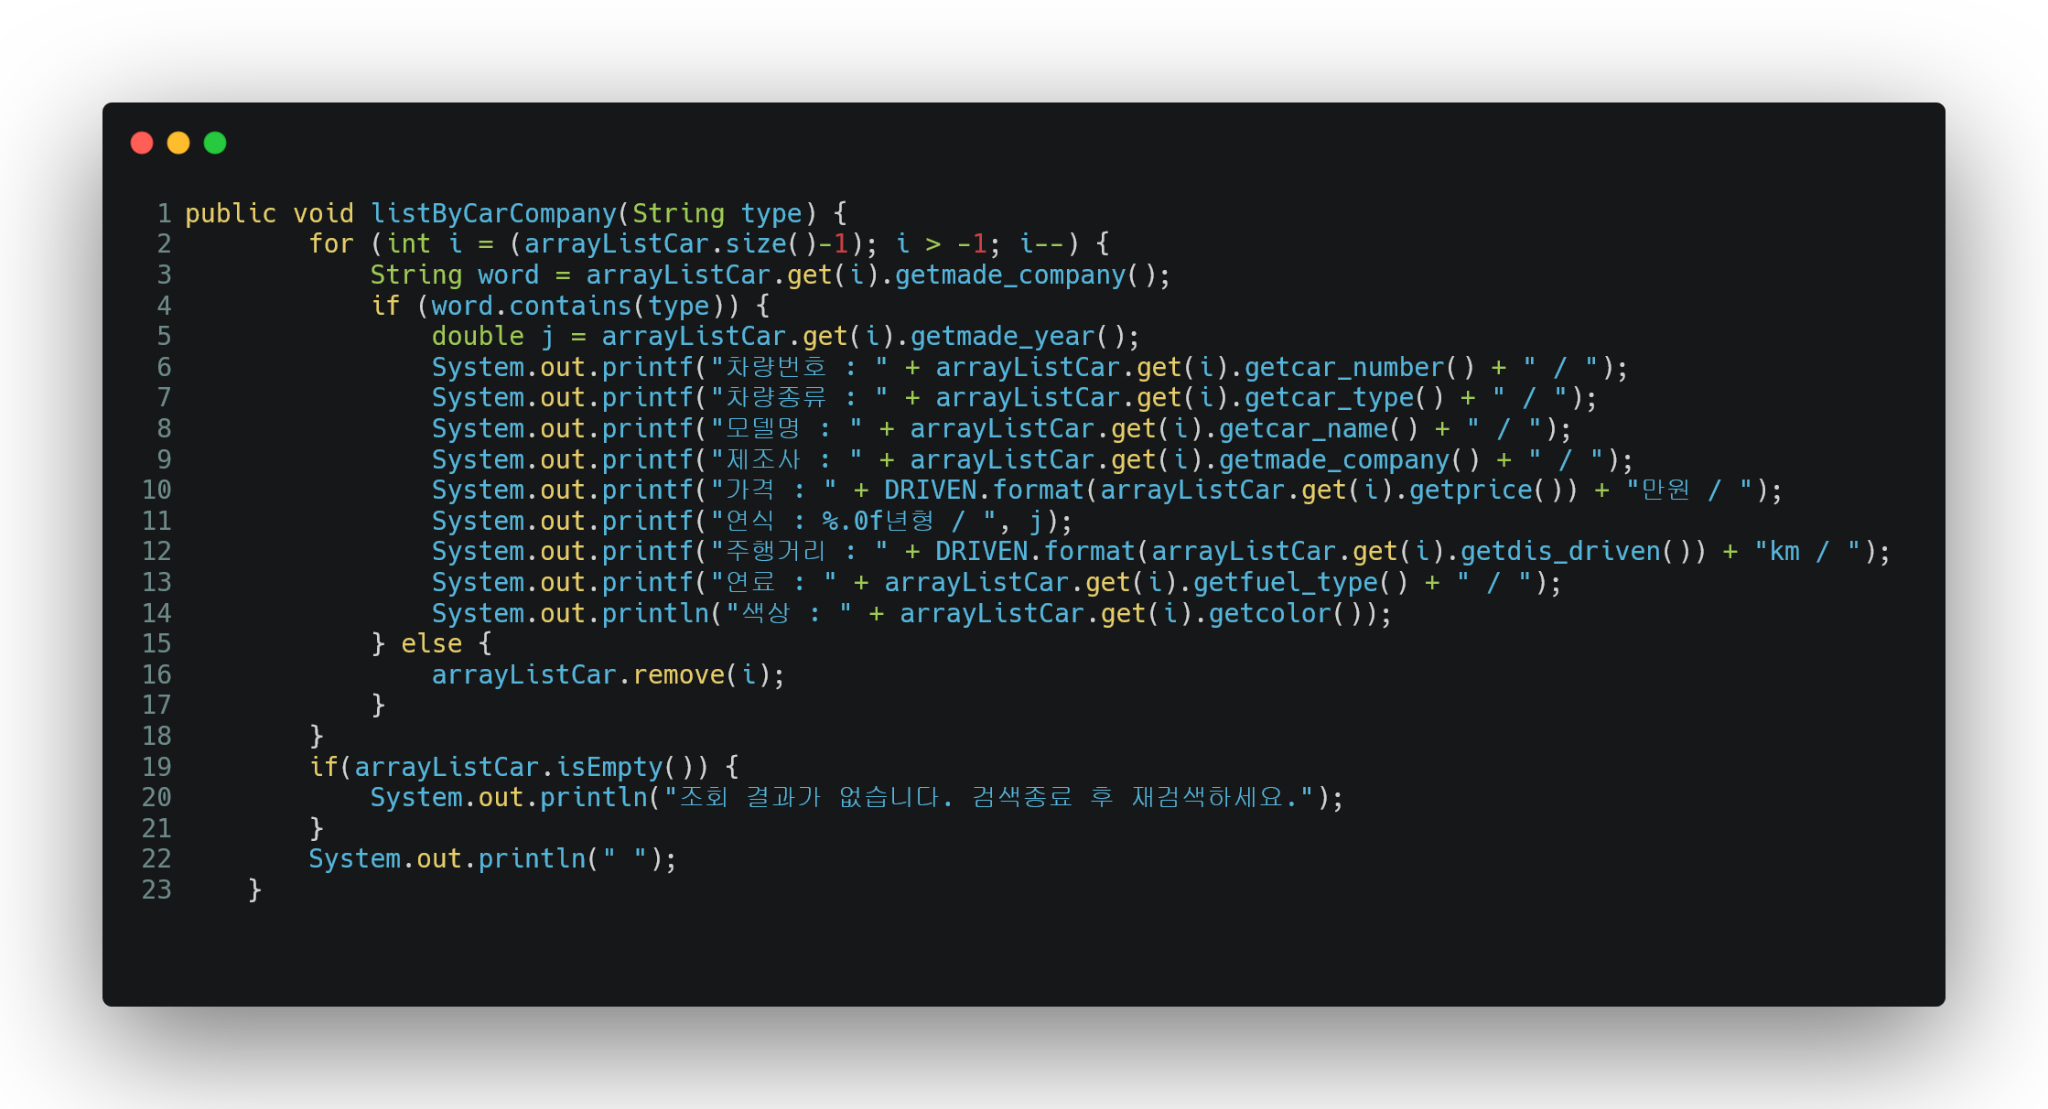 1 public void listByCarCompany(String type) {
2         for (int i = (arrayListCar.size()-1); i > -1; i--) {
3             String word = arrayListCar.get(i).getmade_company();
4             if (word.contains(type)) {
5                 double j = arrayListCar.get(i).getmade_year();
6                 System.out.printf("차량번호 : " + arrayListCar.get(i).getcar_number() + " / ");
7                 System.out.printf("차량종류 : " + arrayListCar.get(i).getcar_type() + " / ");
8                 System.out.printf("모델명 : " + arrayListCar.get(i).getcar_name() + " / ");
9                 System.out.printf("제조사 : " + arrayListCar.get(i).getmade_company() + " / ");
10                 System.out.printf("가격 : " + DRIVEN.format(arrayListCar.get(i).getprice()) + "만원 / ");
11                 System.out.printf("연식 : %.0f년형 / ", j);
12                 System.out.printf("주행거리 : " + DRIVEN.format(arrayListCar.get(i).getdis_driven()) + "km / ");
13                 System.out.printf("연료 : " + arrayListCar.get(i).getfuel_type() + " / ");
14                 System.out.println("색상 : " + arrayListCar.get(i).getcolor());
15             } else {
16                 arrayListCar.remove(i);
17             }
18         }
19         if(arrayListCar.isEmpty()) {
20             System.out.println("조회 결과가 없습니다. 검색종료 후 재검색하세요.");
21         }
22         System.out.println(" ");
23     }